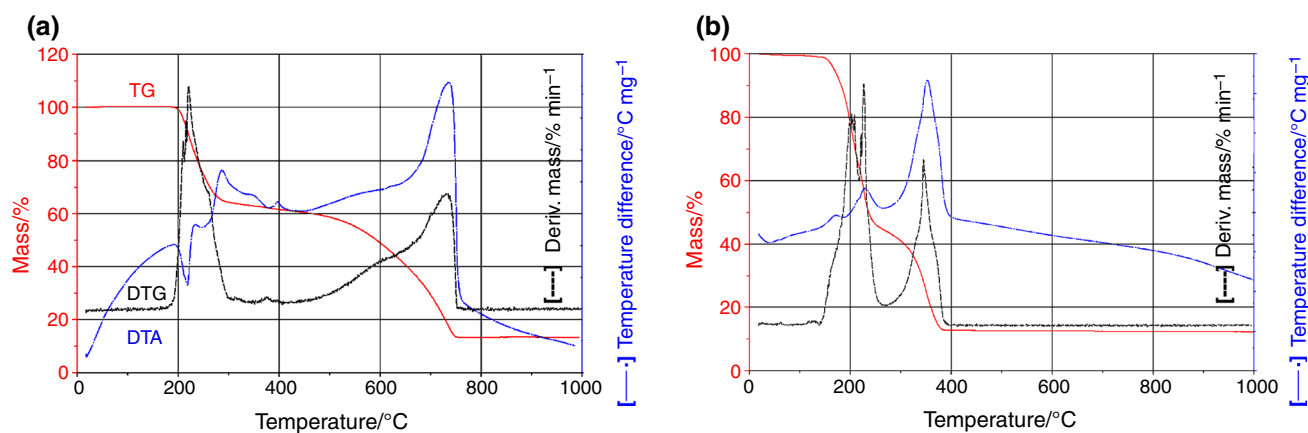 (a)
120
100
80
60
40
20
0
Mass/%
TG
DTG
DTA
0 200 400 600 800 1000
Temperature/°C
[----] Deriv. mass/% min⁻¹
[—·] Temperature difference/°C mg⁻¹
(b)
100
80
60
40
20
0
Mass/%
0 200 400 600 800 1000
Temperature/°C
[----] Deriv. mass/% min⁻¹
[—·] Temperature difference/°C mg⁻¹